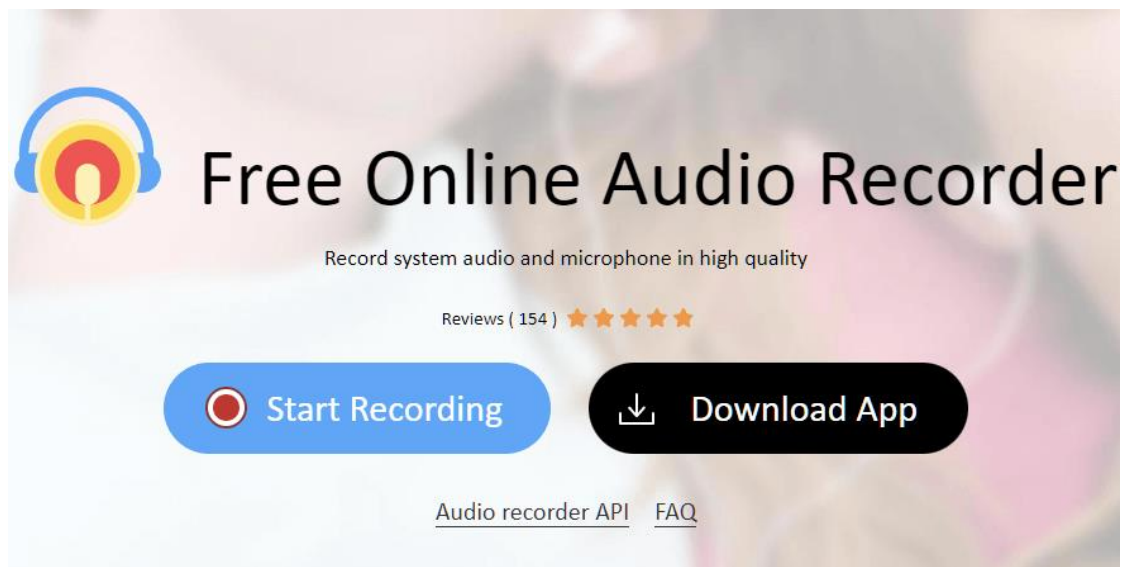 Free Online Audio Recorder
Record system audio and microphone in high quality
Reviews ( 154 )
Start Recording Download App
Audio recorder API FAQ